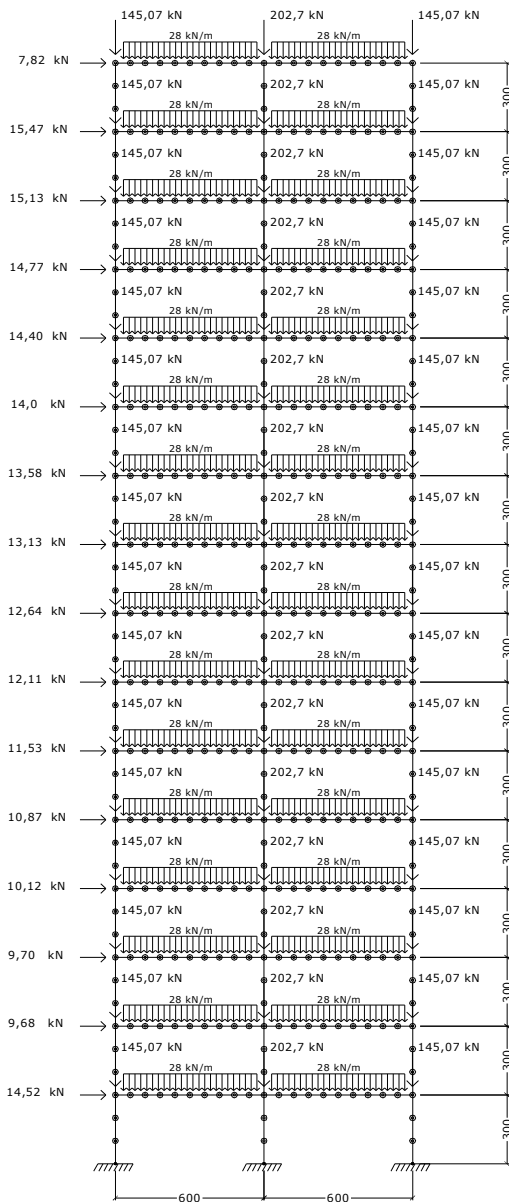 145,07 kN 202,7 kN 145,07 kN
28 kN/m 28 kN/m
7,82 kN
145,07 kN 202,7 kN 145,07 kN
300
28 kN/m 28 kN/m
15,47 kN
145,07 kN 202,7 kN 145,07 kN
300
28 kN/m 28 kN/m
15,13 kN
145,07 kN 202,7 kN 145,07 kN
300
28 kN/m 28 kN/m
14,77 kN
145,07 kN 202,7 kN 145,07 kN
300
28 kN/m 28 kN/m
14,40 kN
145,07 kN 202,7 kN 145,07 kN
300
28 kN/m 28 kN/m
14,0 kN
145,07 kN 202,7 kN 145,07 kN
300
28 kN/m 28 kN/m
13,58 kN
145,07 kN 202,7 kN 145,07 kN
300
28 kN/m 28 kN/m
13,13 kN
145,07 kN 202,7 kN 145,07 kN
300
28 kN/m 28 kN/m
12,64 kN
145,07 kN 202,7 kN 145,07 kN
300
28 kN/m 28 kN/m
12,11 kN
145,07 kN 202,7 kN 145,07 kN
300
28 kN/m 28 kN/m
11,53 kN
145,07 kN 202,7 kN 145,07 kN
300
28 kN/m 28 kN/m
10,87 kN
145,07 kN 202,7 kN 145,07 kN
300
28 kN/m 28 kN/m
10,12 kN
145,07 kN 202,7 kN 145,07 kN
300
28 kN/m 28 kN/m
9,70 kN
145,07 kN 202,7 kN 145,07 kN
300
28 kN/m 28 kN/m
9,68 kN
145,07 kN 202,7 kN 145,07 kN
300
28 kN/m 28 kN/m
14,52 kN
300
600 600